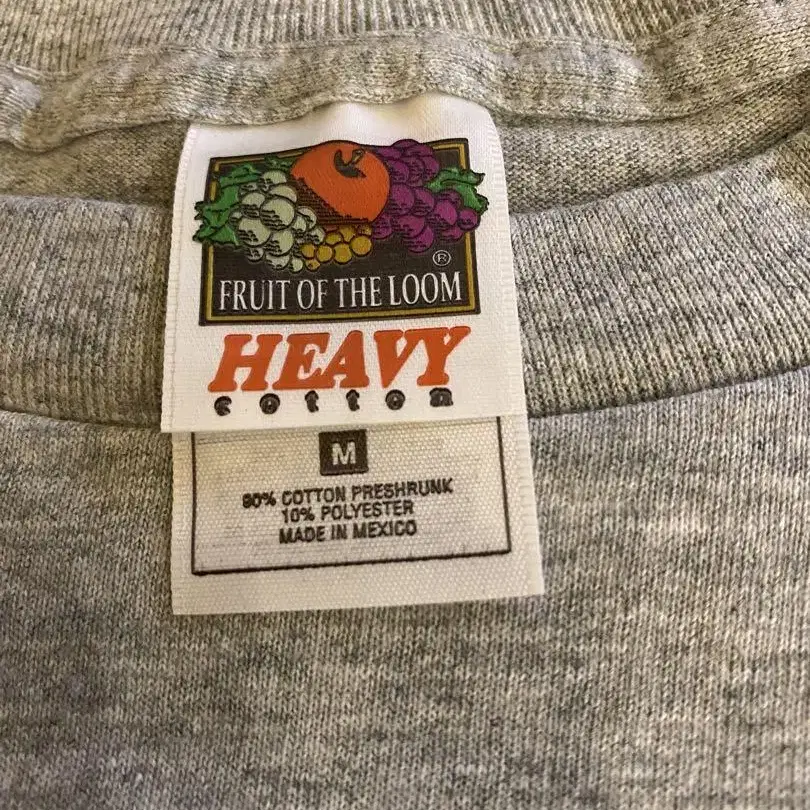 ®
FRUIT OF THE LOOM
HEAVY
cotton
M
90% COTTON PRESHRUNK
10% POLYESTER
MADE IN MEXICO